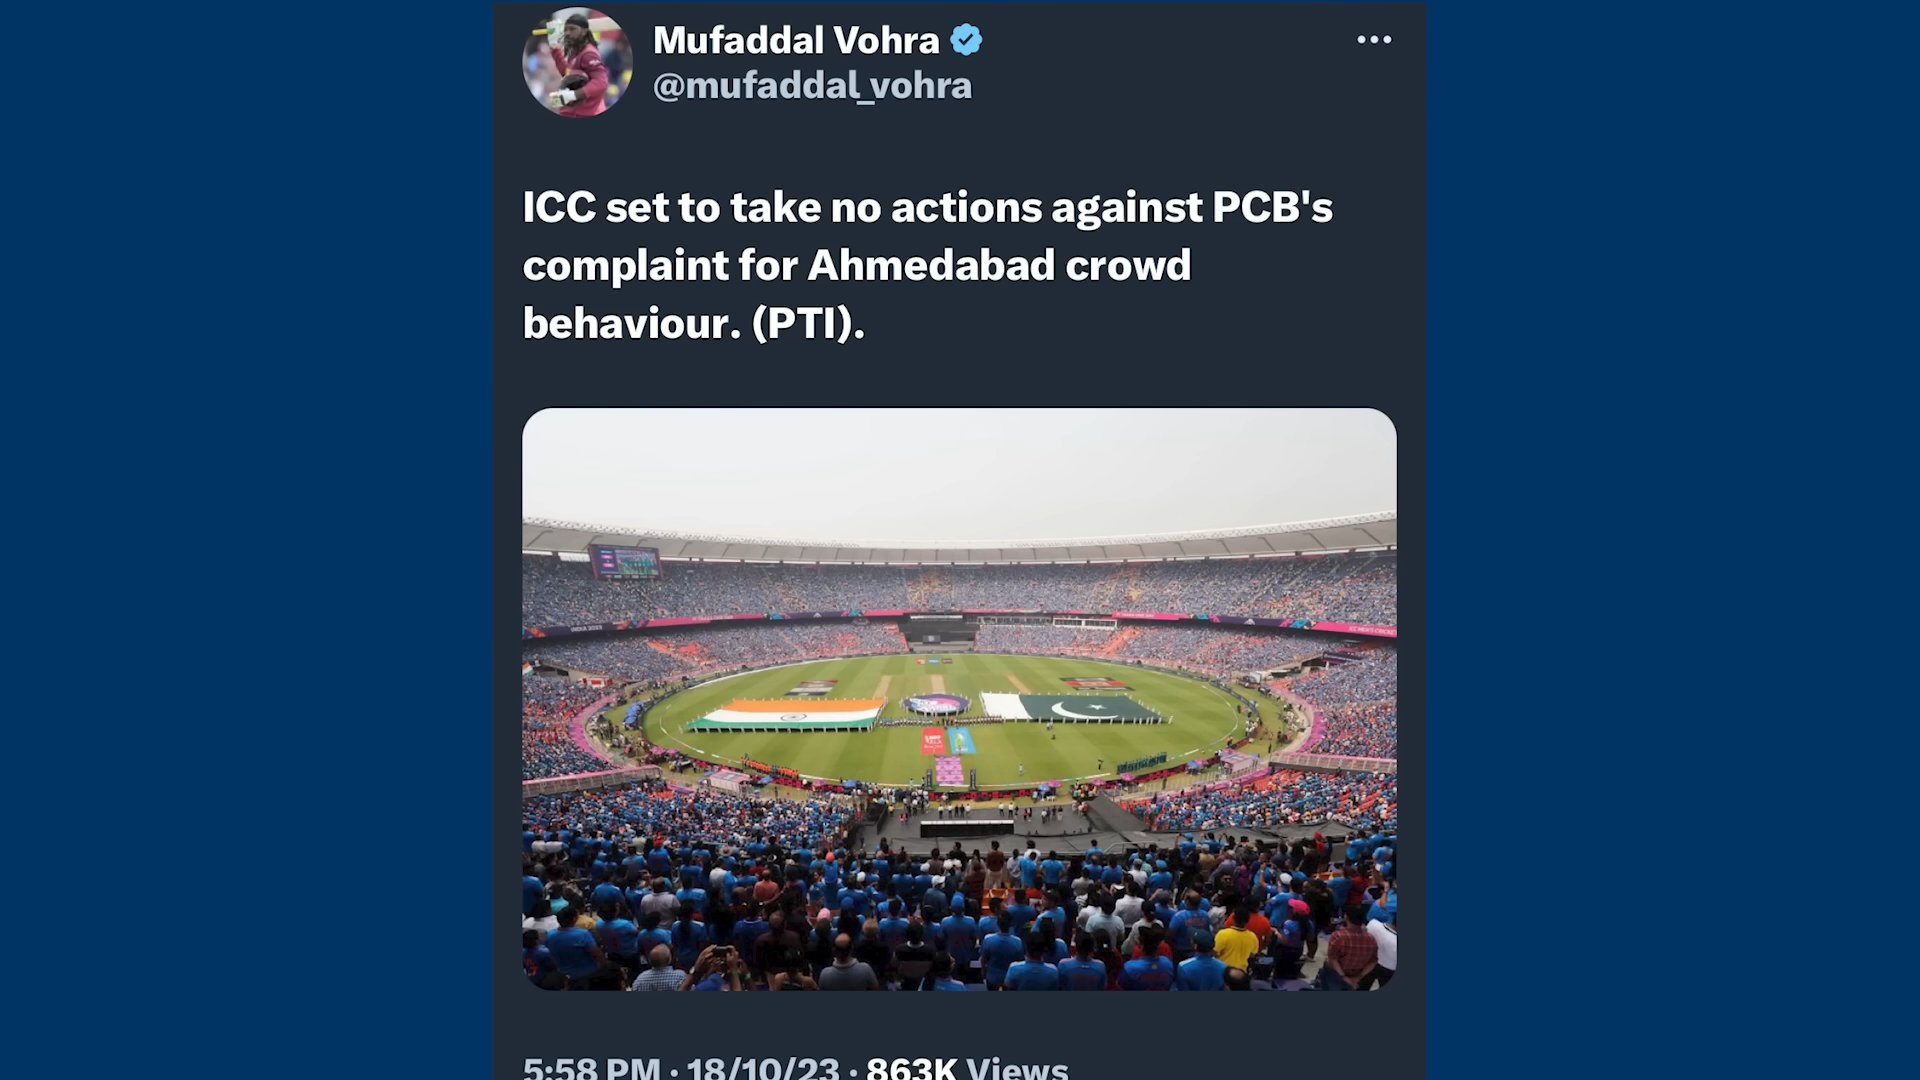 Mufaddal Vohra
@mufaddal_vohra
ICC set to take no actions against PCB's
complaint for Ahmedabad crowd
behaviour. (PTI).
5:58 PM · 18/10/23 · 863K Views